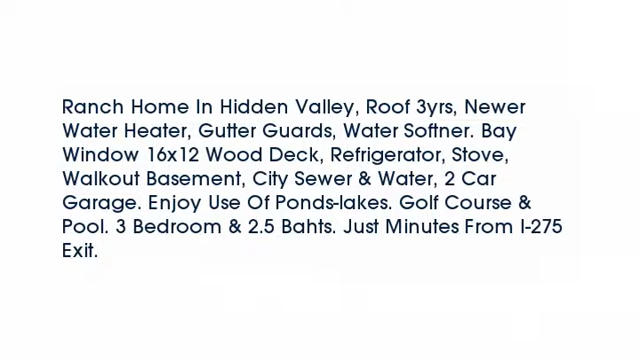 Ranch Home In Hidden Valley, Roof 3yrs, Newer
Water Heater, Gutter Guards, Water Softner. Bay
Window 16x12 Wood Deck, Refrigerator, Stove,
Walkout Basement, City Sewer & Water, 2 Car
Garage. Enjoy Use Of Ponds-lakes. Golf Course &
Pool. 3 Bedroom & 2.5 Bahts. Just Minutes From I-275
Exit.